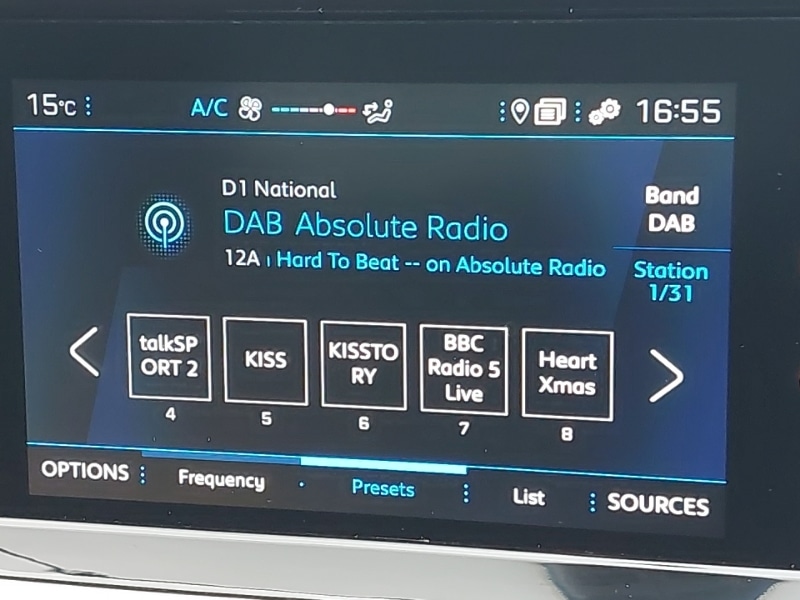 15°C
A/C
16:55
D1 National
DAB Absolute Radio
12A
Hard To Beat -- on Absolute Radio
Band
DAB
Station
1/31
talkSP
ORT 2
4
KISS
5
KISSTO
RY
6
BBC
Radio 5
Live
7
Heart
Xmas
8
OPTIONS
Frequency
Presets
List
SOURCES